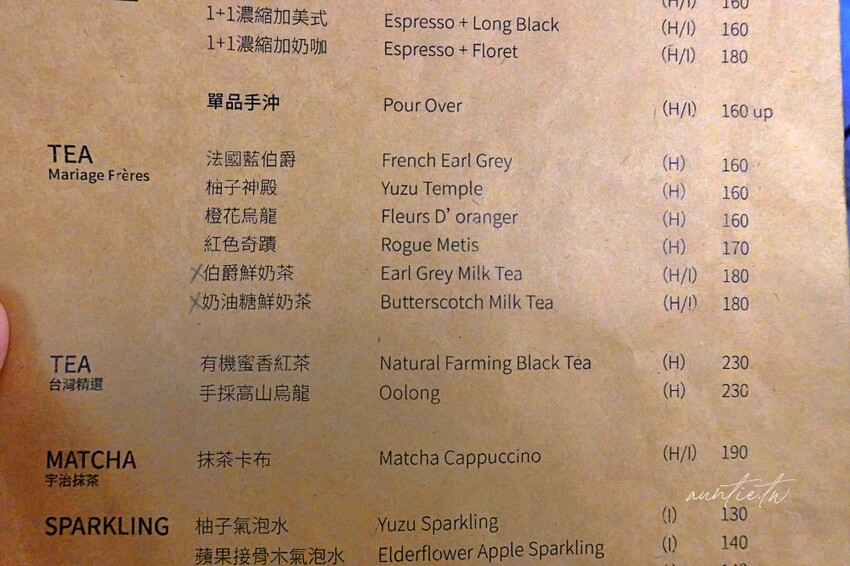 (H/I) 160
1+1濃縮加美式 Espresso + Long Black (H/I) 160
1+1濃縮加奶咖 Espresso + Floret (H/I) 180
單品手沖 Pour Over (H/I) 160 up
TEA
Mariage Frères
法國藍伯爵 French Earl Grey (H) 160
柚子神殿 Yuzu Temple (H) 160
橙花烏龍 Fleurs D' oranger (H) 160
紅色奇蹟 Rogue Metis (H) 170
X伯爵鮮奶茶 Earl Grey Milk Tea (H/I) 180
X奶油糖鮮奶茶 Butterscotch Milk Tea (H/I) 180
TEA
台灣精選
有機蜜香紅茶 Natural Farming Black Tea (H) 230
手採高山烏龍 Oolong (H) 230
MATCHA
宇治抹茶
抹茶卡布 Matcha Cappuccino (H/I) 190
auntie.tw
SPARKLING
柚子氣泡水 Yuzu Sparkling (I) 130
蘋果接骨木氣泡水 Elderflower Apple Sparkling (I) 140